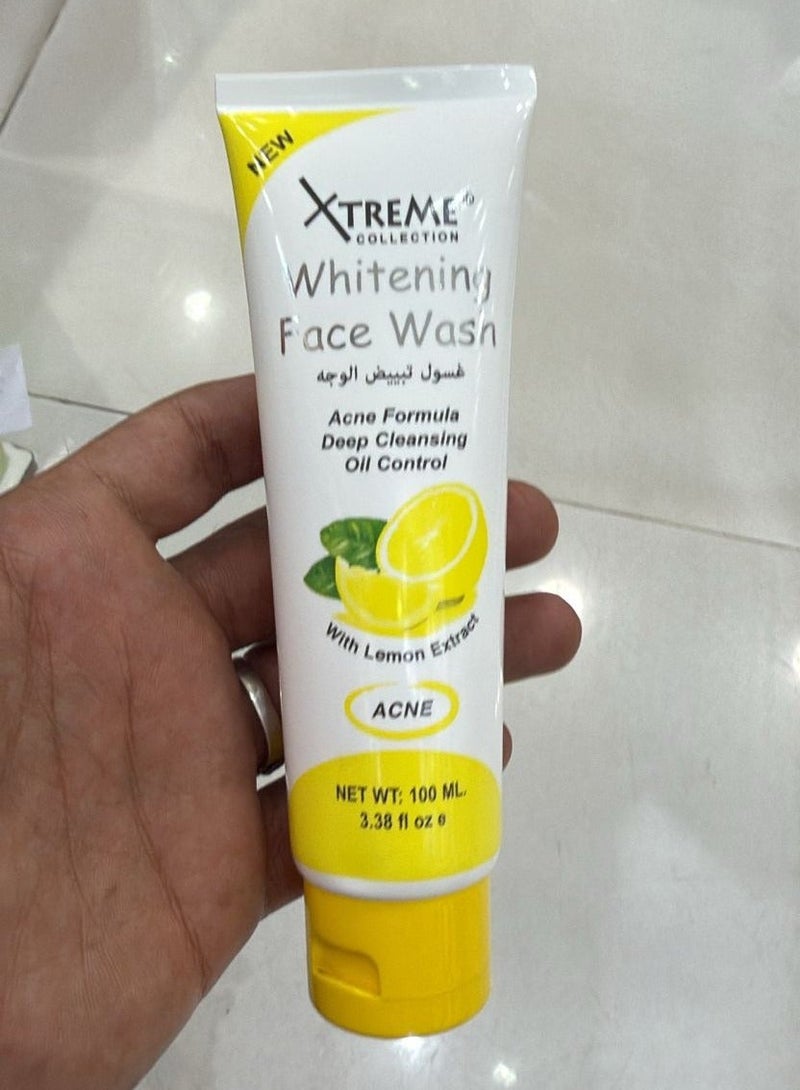 NEW
XTREME®
COLLECTION
Whitening
Face Wash
غسول تبييض الوجه
Acne Formula
Deep Cleansing
Oil Control
With Lemon Extract
ACNE
NET WT: 100 ML.
3.38 fl oz e